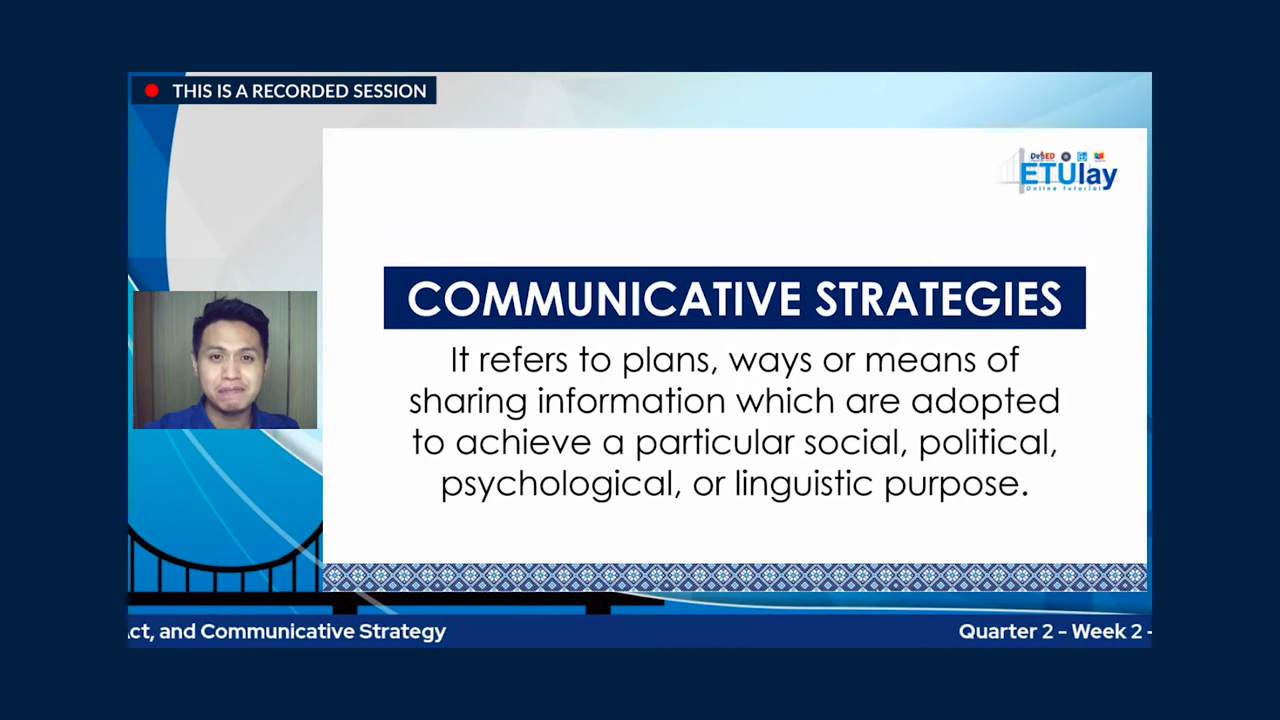 THIS IS A RECORDED SESSION
DepED
ETUlay
Online Tutorial
COMMUNICATIVE STRATEGIES
It refers to plans, ways or means of
sharing information which are adopted
to achieve a particular social, political,
psychological, or linguistic purpose.
ct, and Communicative Strategy
Quarter 2 - Week 2 -